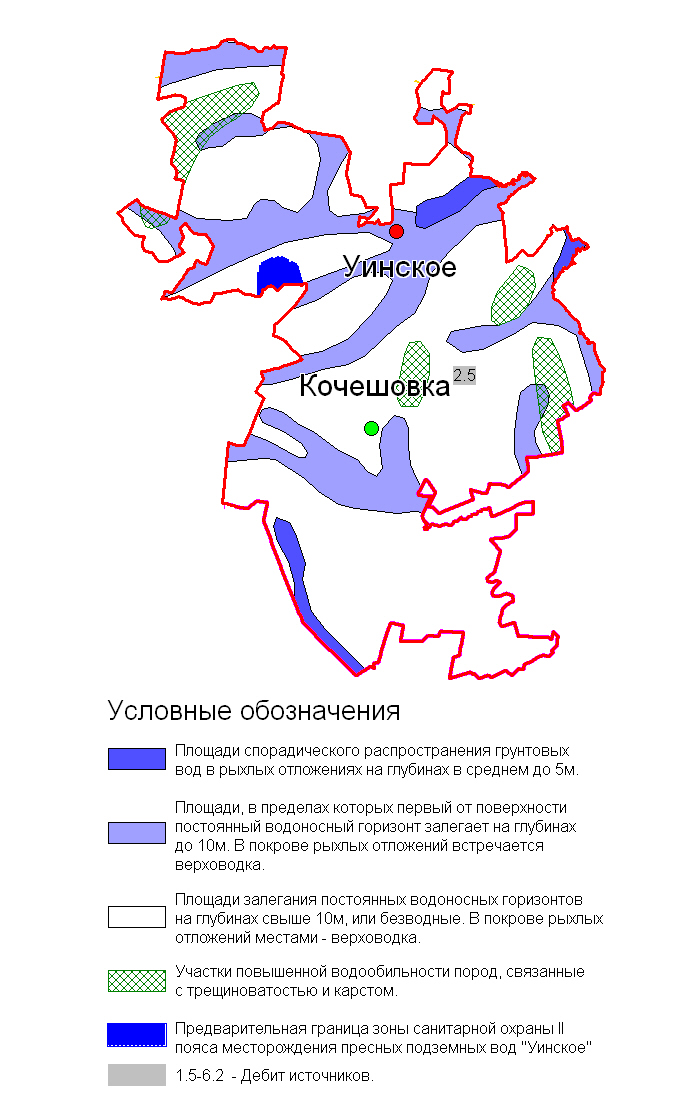 Уинское
Кочешовка
2.5
Условные обозначения
Площади спорадического распространения грунтовых
вод в рыхлых отложениях на глубинах в среднем до 5м.
Площади, в пределах которых первый от поверхности
постоянный водоносный горизонт залегает на глубинах
до 10м. В покрове рыхлых отложений встречается
верховодка.
Площади залегания постоянных водоносных горизонтов
на глубинах свыше 10м, или безводные. В покрове рыхлых
отложений местами - верховодка.
Участки повышенной водообильности пород, связанные
с трещиноватостью и карстом.
Предварительная граница зоны санитарной охраны II
пояса месторождения пресных подземных вод "Уинское"
1.5-6.2 - Дебит источников.